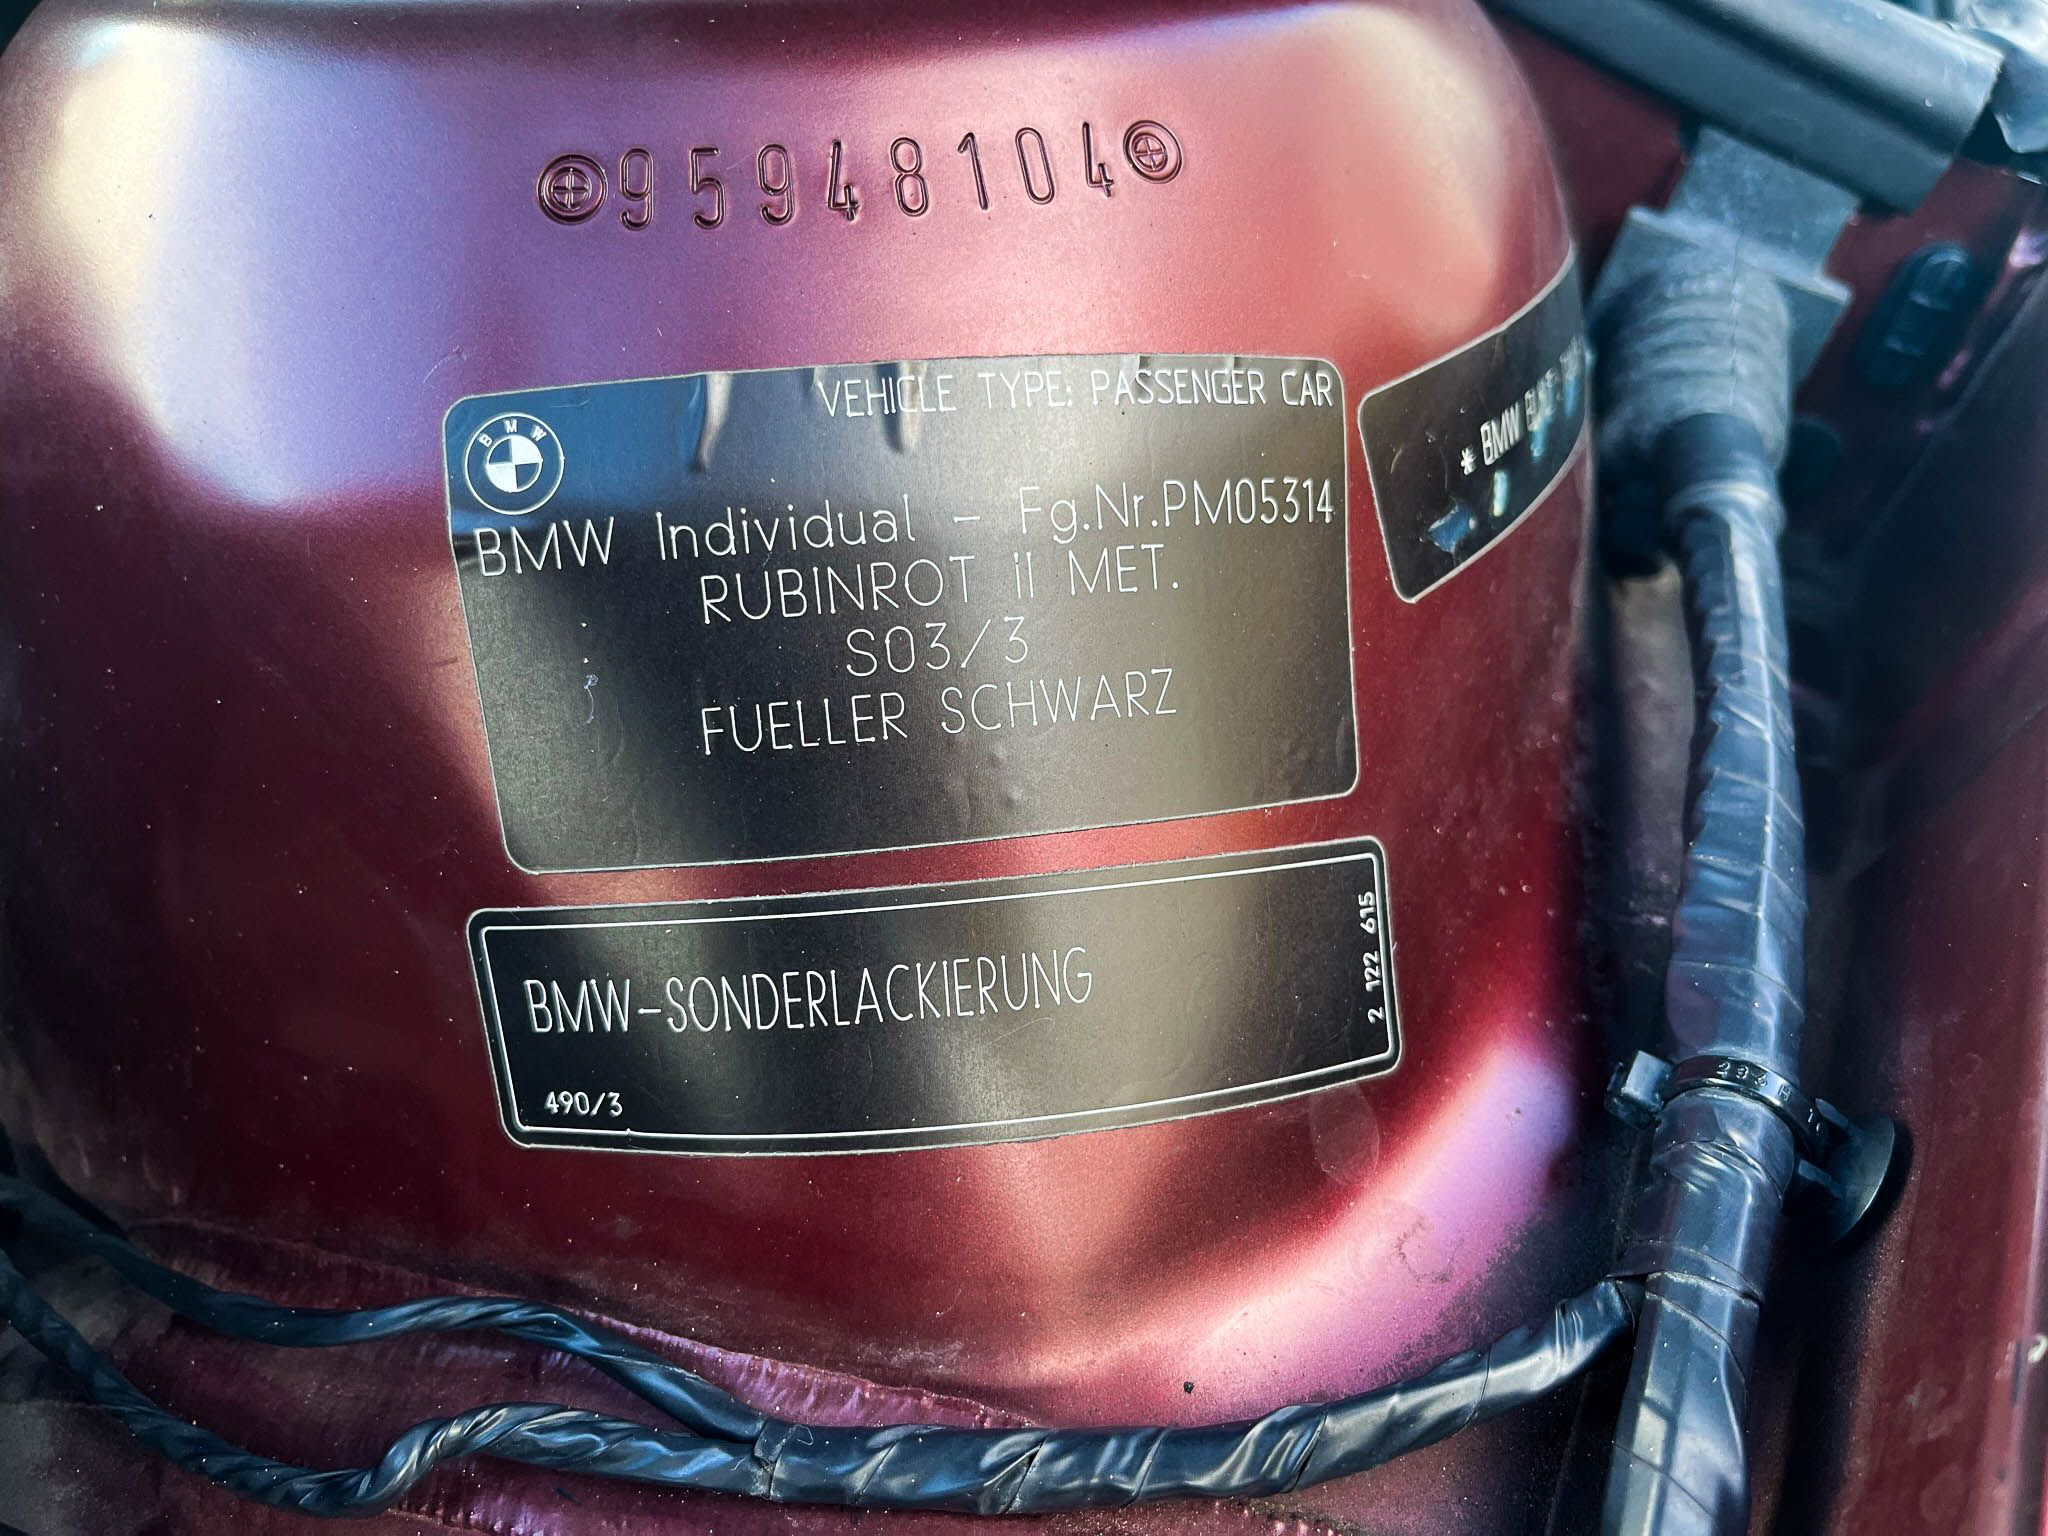 95948104
VEHICLE TYPE: PASSENGER CAR
BMW
BMW Individual - Fg.Nr.PM05314
RUBINROT II MET.
S03/3
FUELLER SCHWARZ
* BMW
BMW-SONDERLACKIERUNG
2 122 615
490/3